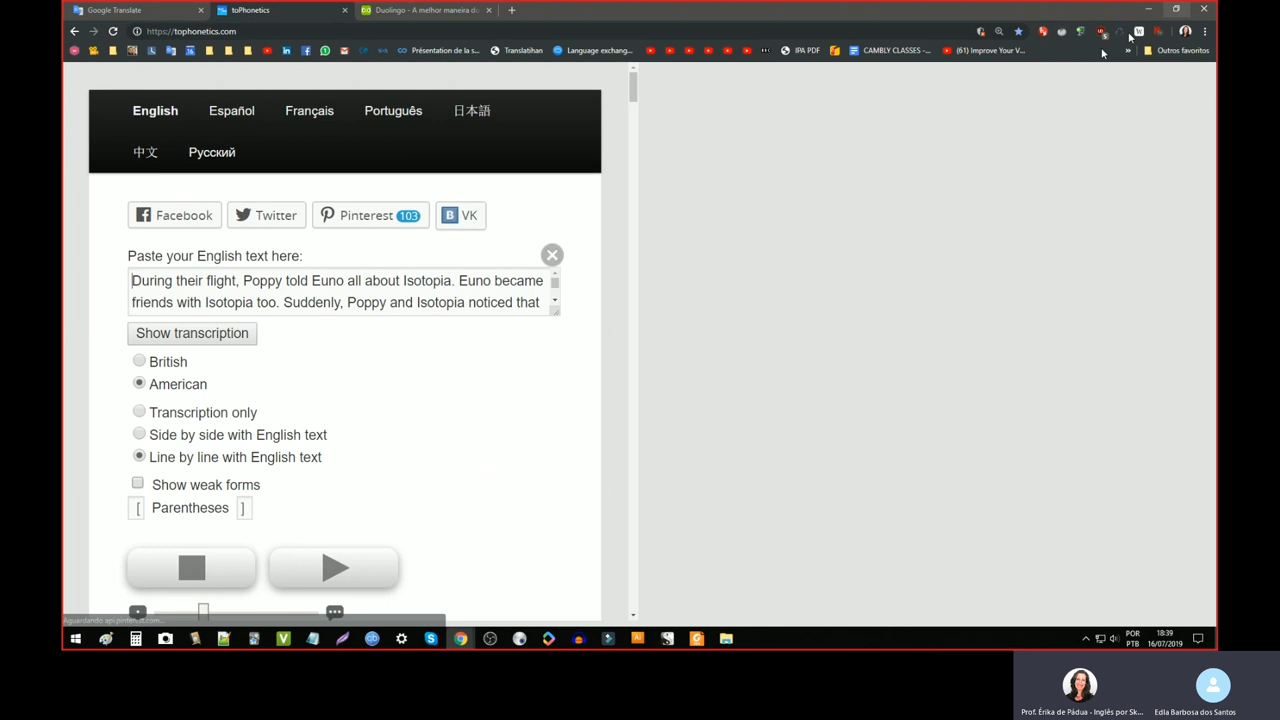 Google Translate
toPhonetics
Duolingo - A melhor maneira do
https://tophonetics.com
Présentation de la s...
Translatihan
Language exchang...
IPA PDF
CAMBLY CLASSES -...
(61) Improve Your V...
»
Outros favoritos
English Español Français Português 日本語
中文 Русский
Facebook Twitter Pinterest 103 VK
Paste your English text here:
During their flight, Poppy told Euno all about Isotopia. Euno became
friends with Isotopia too. Suddenly, Poppy and Isotopia noticed that
Show transcription
British
American
Transcription only
Side by side with English text
Line by line with English text
Show weak forms
[ Parentheses ]
Aguardando api.pinterest.com...
POR
PTB
18:39
16/07/2019
Prof. Érika de Pádua - Inglês por Sk...
Edla Barbosa dos Santos